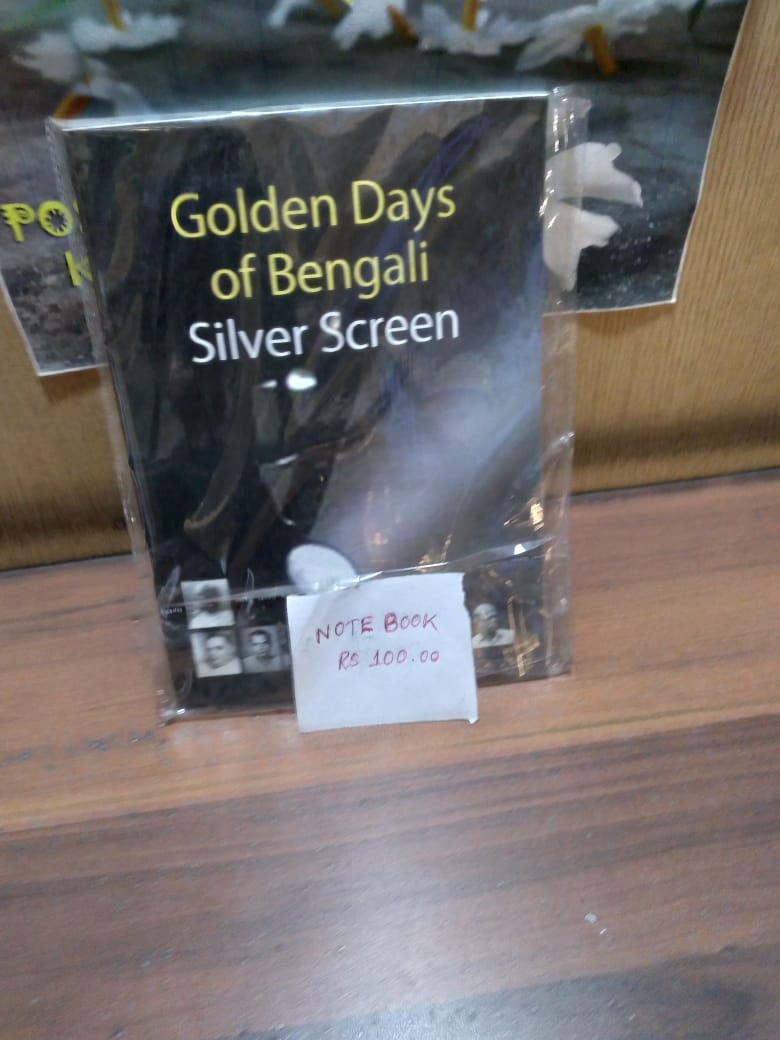 Golden Days
of Bengali
Silver Screen
NOTE BOOK
RS 100.00